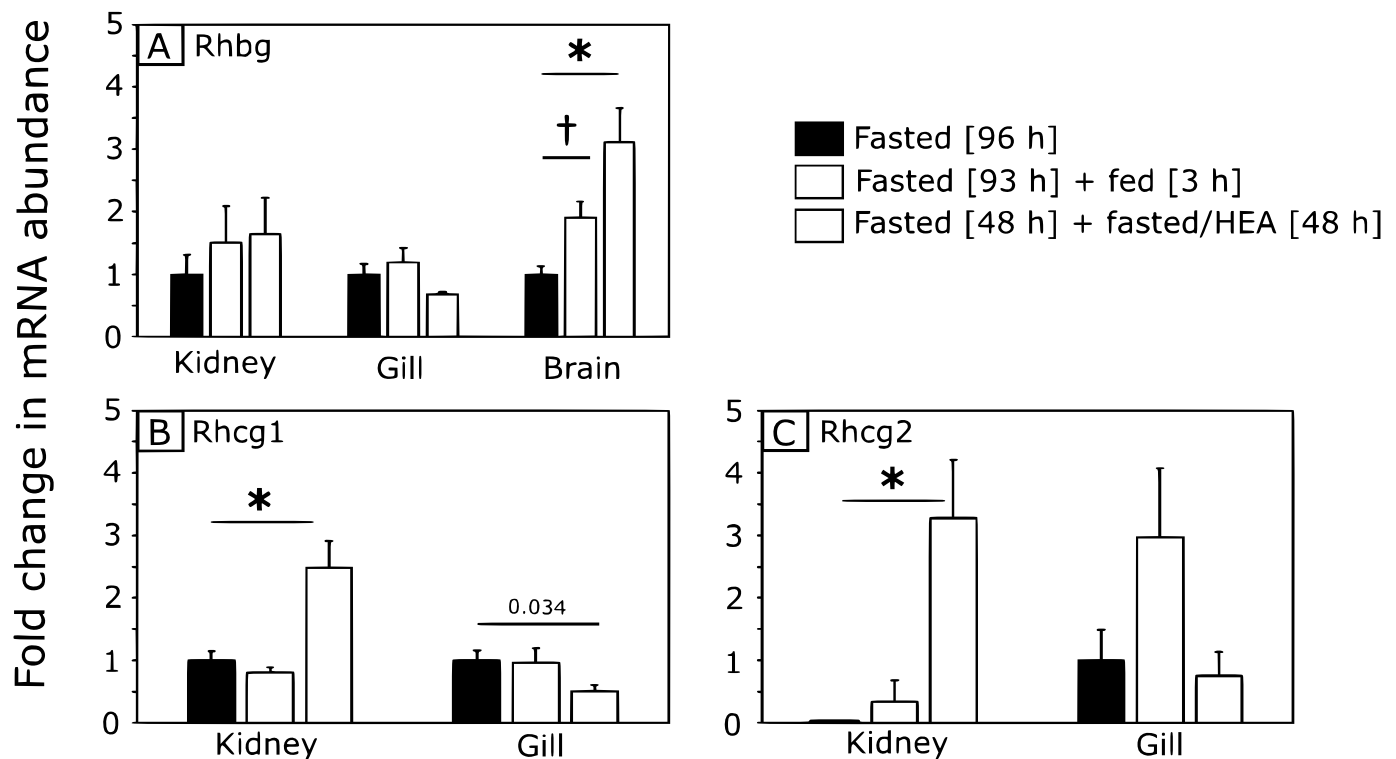 Fold change in mRNA abundance
A Rhbg
5
4
3
2
1
0
*
†
Kidney Gill Brain
Fasted [96 h]
Fasted [93 h] + fed [3 h]
Fasted [48 h] + fasted/HEA [48 h]
B Rhcg1
5
4
3
2
1
0
*
0.034
Kidney Gill
C Rhcg2
5
4
3
2
1
0
*
Kidney Gill